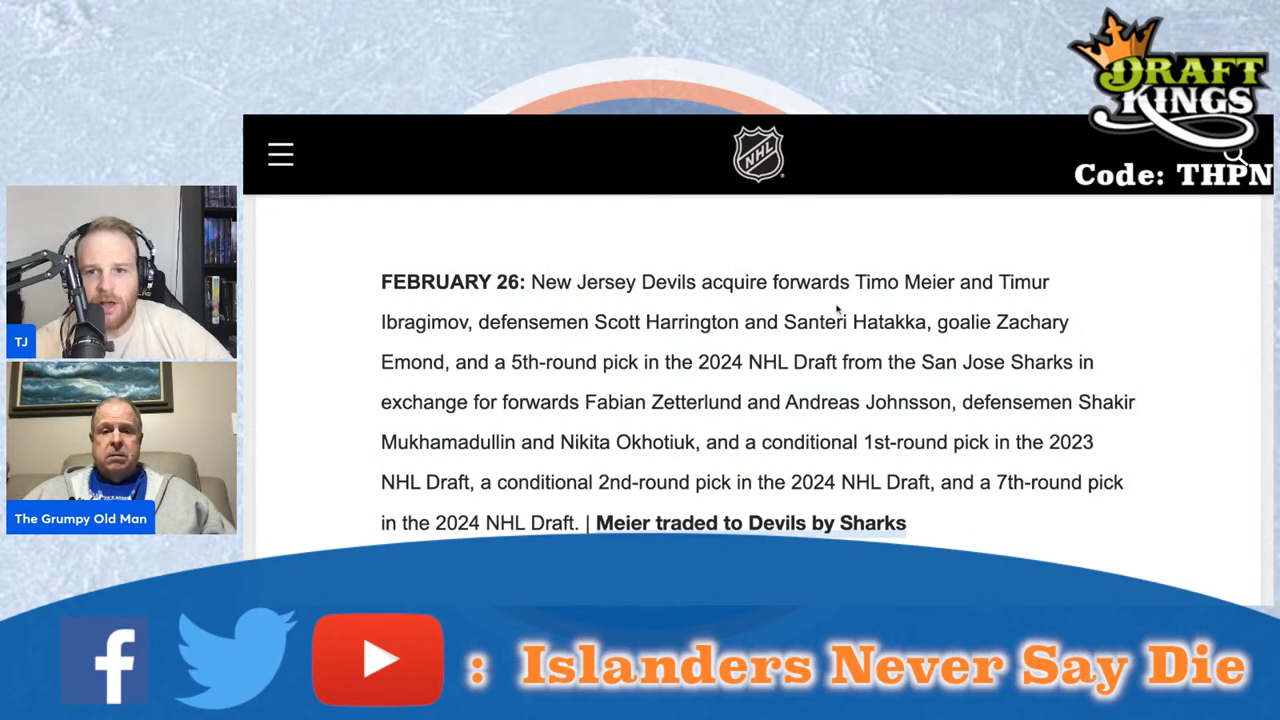 DRAFT
KINGS
NHL
Code: THPN
FEBRUARY 26: New Jersey Devils acquire forwards Timo Meier and Timur
Ibragimov, defensemen Scott Harrington and Santeri Hatakka, goalie Zachary
Emond, and a 5th-round pick in the 2024 NHL Draft from the San Jose Sharks in
exchange for forwards Fabian Zetterlund and Andreas Johnsson, defensemen Shakir
Mukhamadullin and Nikita Okhotiuk, and a conditional 1st-round pick in the 2023
NHL Draft, a conditional 2nd-round pick in the 2024 NHL Draft, and a 7th-round pick
in the 2024 NHL Draft. | Meier traded to Devils by Sharks
TJ
The Grumpy Old Man
f
: Islanders Never Say Die